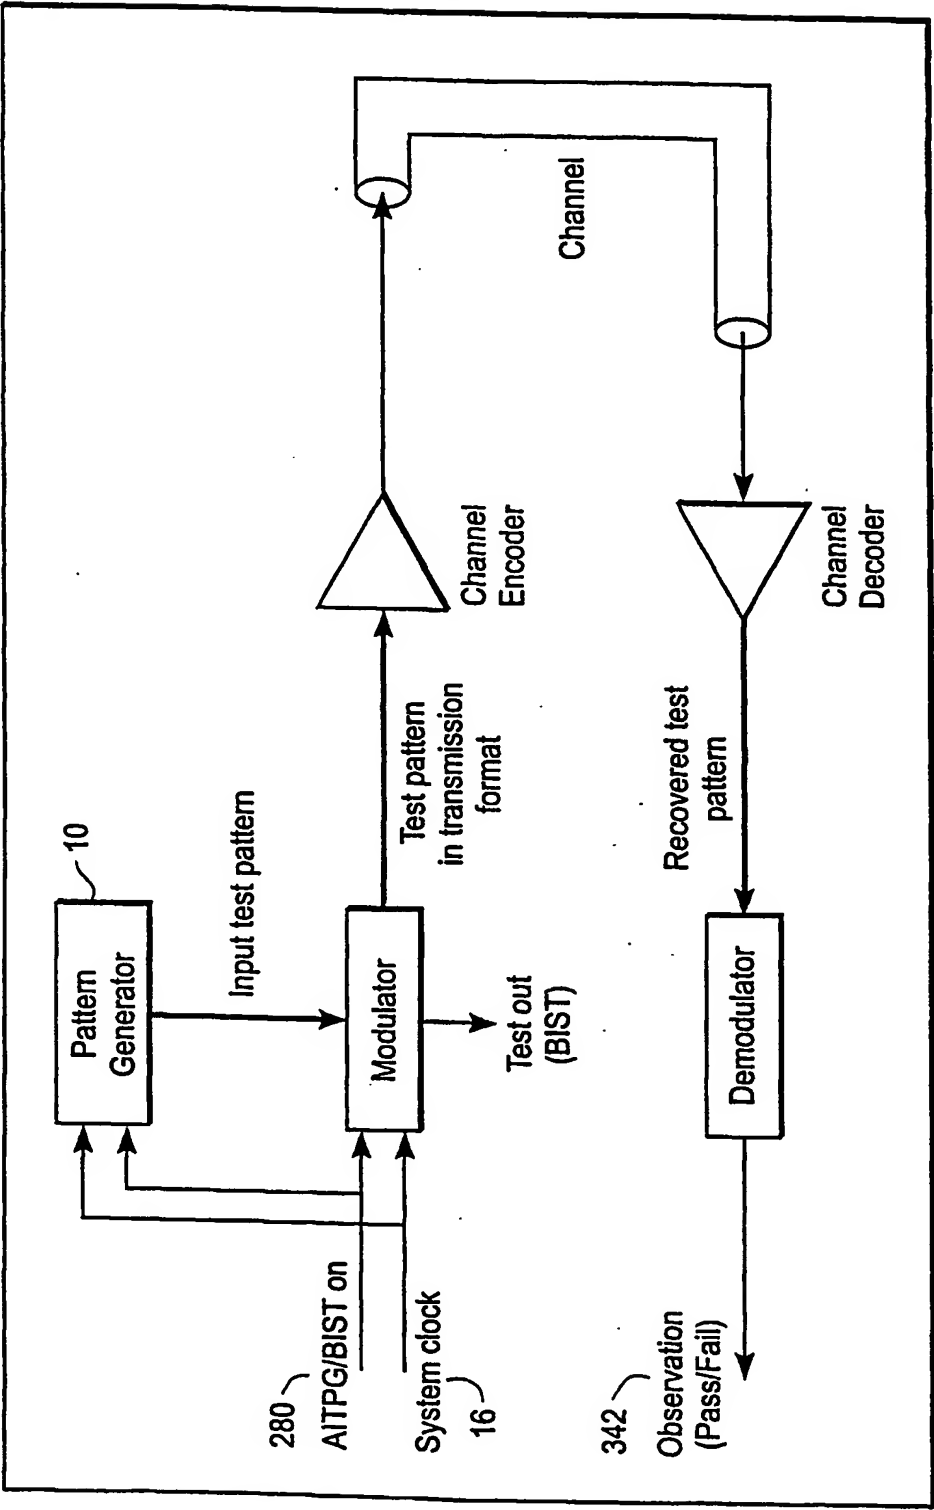 10
Pattern
Generator
Input test pattern
280
AITPG/BIST on
System clock
16
Modulator
Test pattern
in transmission
format
Test out
(BIST)
Channel
Encoder
Channel
342
Observation
(Pass/Fail)
Demodulator
Recovered test
pattern
Channel
Decoder